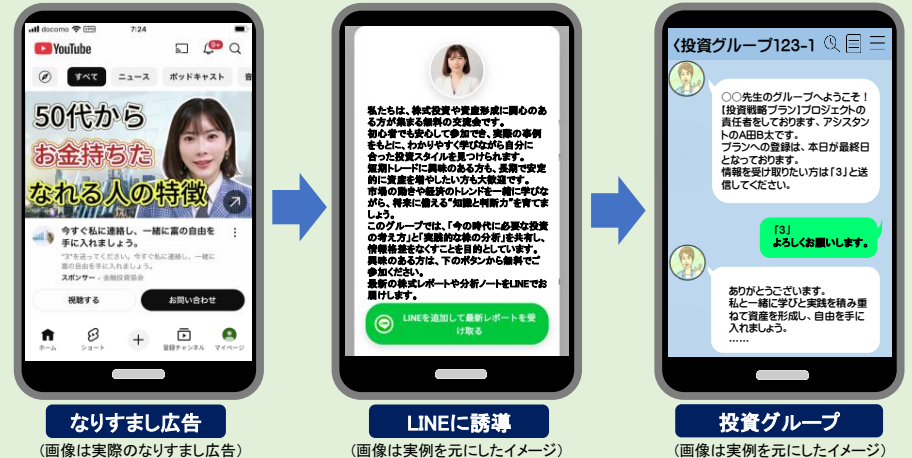 docomo
7:24
YouTube
9+
すべて
ニュース
ポッドキャスト
音
50代から
お金持ちた
なれる人の特徴
今すぐ私に連絡し、一緒に富の自由を
手に入れましょう。
"3"を送ってください。今すぐ私に連絡し、一緒に
富の自由を手に入れましょう。
スポンサー・金融投資協会
視聴する
お問い合わせ
ホーム
ショート
登録チャンネル
マイページ
なりすまし広告
(画像は実際のなりすまし広告)
私たちは、株式投資や資産形成に関心のあ
る方が集まる無料の交流会です。
初心者でも安心して参加でき、実際の事例
をもとに、わかりやすく学びながら自分に
合った投資スタイルを見つけられます。
短期トレードに興味のある方も、長期で安定
的に資産を増やしたい方も大歓迎です。
市場の動きや経済のトレンドを一緒に学びな
がら、将来に備える"知識と判断力"を育てま
しょう。
このグループでは、「今の時代に必要な投資
の考え方」と「実践的な株の分析」を共有し、
情報格差をなくすことを目的としています。
興味のある方は、下のボタンから無料でご
参加ください。
最新の株式レポートや分析ノートをLINEでお
届けします。
LINEを追加して最新レポートを受
け取る
LINEに誘導
(画像は実例を元にしたイメージ)
〈投資グループ123-1
○○先生のグループへようこそ！
【投資戦略プラン】プロジェクトの
責任者をしております、アシスタン
トのA田B太です。
プランへの登録は、本日が最終日
となっております。
情報を受け取りたい方は「3」と送
信してください。
「3」
よろしくお願いします。
ありがとうございます。
私と一緒に学びと実践を積み重
ねて資産を形成し、自由を手に
入れましょう。
……
投資グループ
(画像は実例を元にしたイメージ)